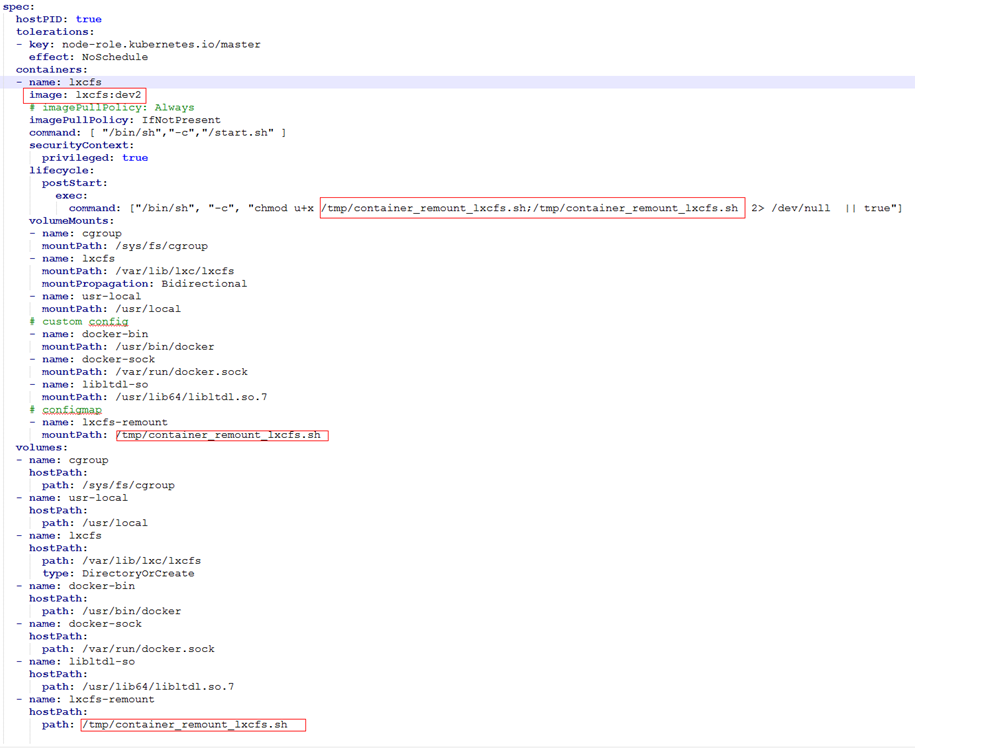 spec:
  hostPID: true
  tolerations:
  - key: node-role.kubernetes.io/master
    effect: NoSchedule
  containers:
  - name: lxcfs
    image: lxcfs:dev2
    # imagePullPolicy: Always
    imagePullPolicy: IfNotPresent
    command: [ "/bin/sh","-c","/start.sh" ]
    securityContext:
      privileged: true
    lifecycle:
      postStart:
        exec:
          command: ["/bin/sh", "-c", "chmod u+x /tmp/container_remount_lxcfs.sh;/tmp/container_remount_lxcfs.sh 2> /dev/null  || true"]
    volumeMounts:
    - name: cgroup
      mountPath: /sys/fs/cgroup
    - name: lxcfs
      mountPath: /var/lib/lxc/lxcfs
      mountPropagation: Bidirectional
    - name: usr-local
      mountPath: /usr/local
    # custom config
    - name: docker-bin
      mountPath: /usr/bin/docker
    - name: docker-sock
      mountPath: /var/run/docker.sock
    - name: libltdl-so
      mountPath: /usr/lib64/libltdl.so.7
    # configmap
    - name: lxcfs-remount
      mountPath: /tmp/container_remount_lxcfs.sh
  volumes:
  - name: cgroup
    hostPath:
      path: /sys/fs/cgroup
  - name: usr-local
    hostPath:
      path: /usr/local
  - name: lxcfs
    hostPath:
      path: /var/lib/lxc/lxcfs
      type: DirectoryOrCreate
  - name: docker-bin
    hostPath:
      path: /usr/bin/docker
  - name: docker-sock
    hostPath:
      path: /var/run/docker.sock
  - name: libltdl-so
    hostPath:
      path: /usr/lib64/libltdl.so.7
  - name: lxcfs-remount
    hostPath:
      path: /tmp/container_remount_lxcfs.sh